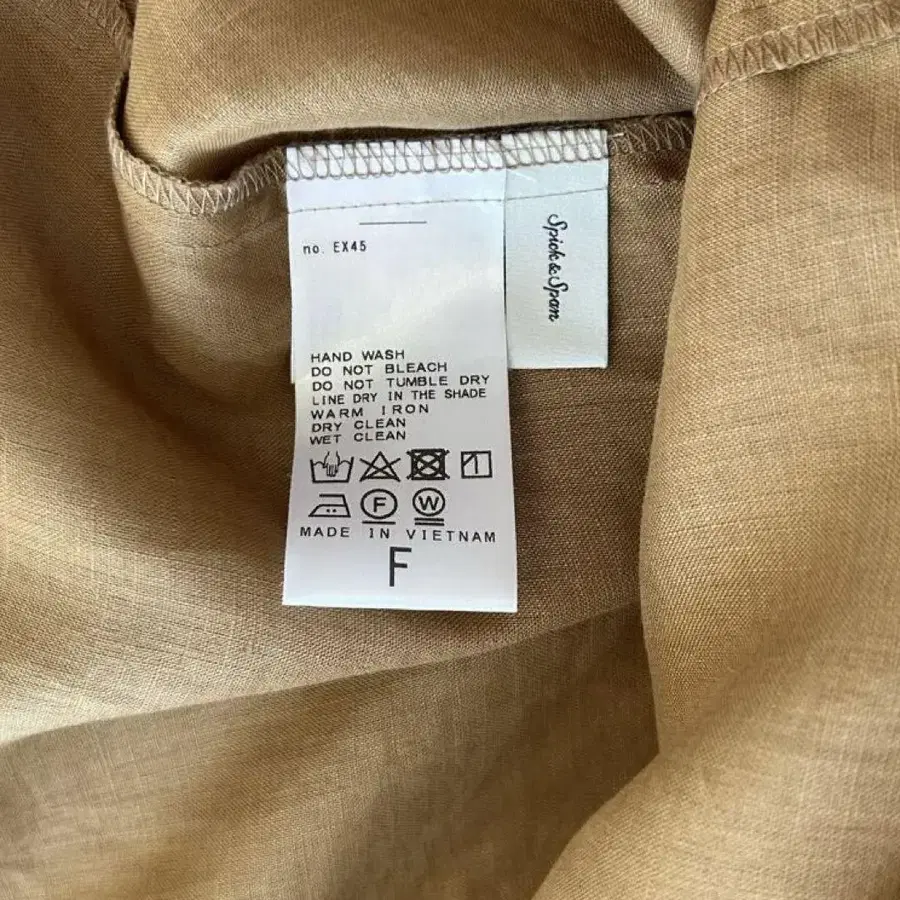 no. EX45
Spick & Span
HAND WASH
DO NOT BLEACH
DO NOT TUMBLE DRY
LINE DRY IN THE SHADE
WARM IRON
DRY CLEAN
WET CLEAN
F W
MADE IN VIETNAM
F